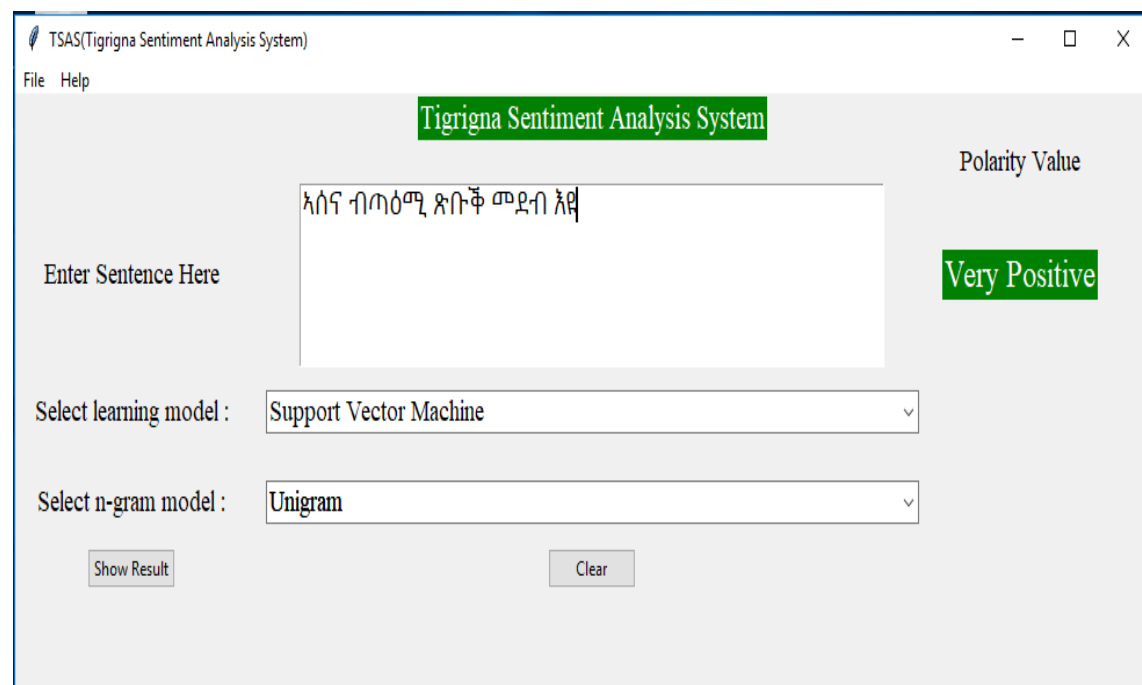 TSAS(Tigrigna Sentiment Analysis System)
File Help
Tigrigna Sentiment Analysis System
Polarity Value
ኣሰና ብጣዕሚ ጽቡቕ መደብ እዩ
Enter Sentence Here
Very Positive
Select learning model :
Support Vector Machine
Select n-gram model :
Unigram
Show Result
Clear